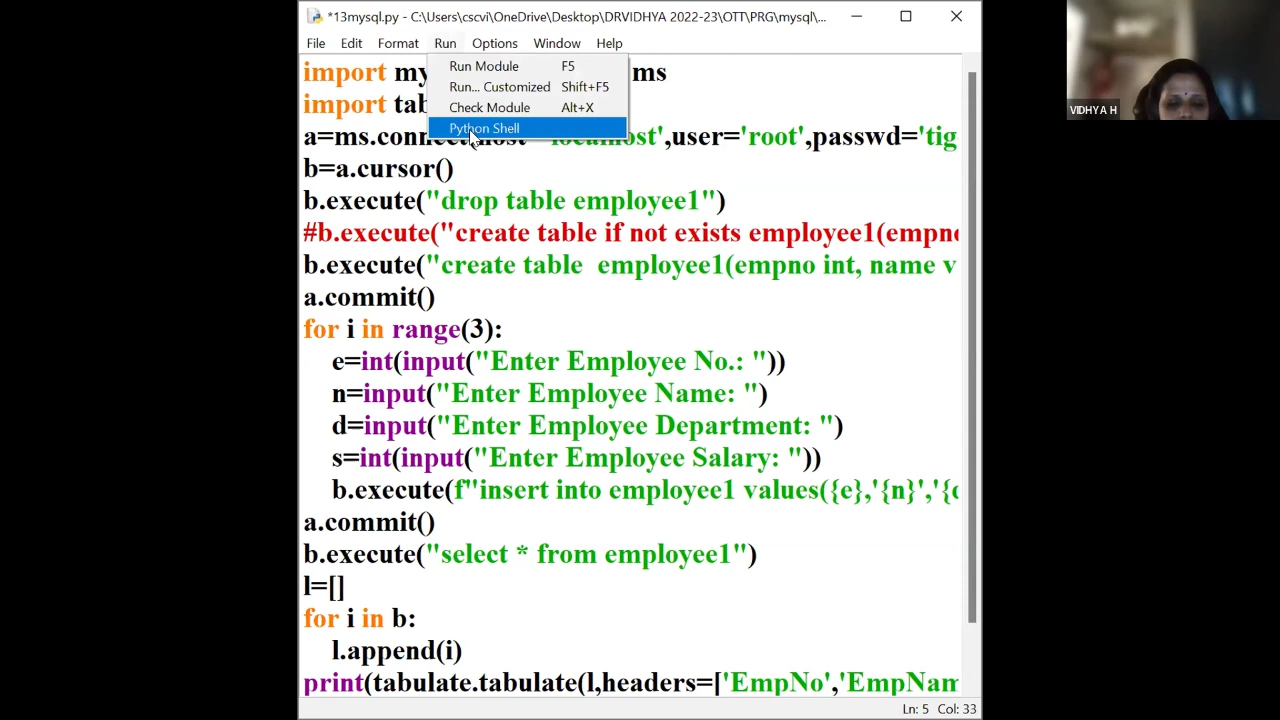 *13mysql.py - C:\Users\cscvi\OneDrive\Desktop\DRVIDHYA 2022-23\OTT\PRG\mysql\...
File Edit Format Run Options Window Help
Run Module F5
Run... Customized Shift+F5
Check Module Alt+X
Python Shell
import my ms
import tab
a=ms.connect 'localhost',user='root',passwd='tig
b=a.cursor()
b.execute("drop table employee1")
#b.execute("create table if not exists employee1(empno
b.execute("create table  employee1(empno int, name v
a.commit()
for i in range(3):
    e=int(input("Enter Employee No.: "))
    n=input("Enter Employee Name: ")
    d=input("Enter Employee Department: ")
    s=int(input("Enter Employee Salary: "))
    b.execute(f"insert into employee1 values({e},'{n}','{d
a.commit()
b.execute("select * from employee1")
l=[]
for i in b:
    l.append(i)
print(tabulate.tabulate(l,headers=['EmpNo','EmpNam
Ln: 5 Col: 33
VIDHYA H